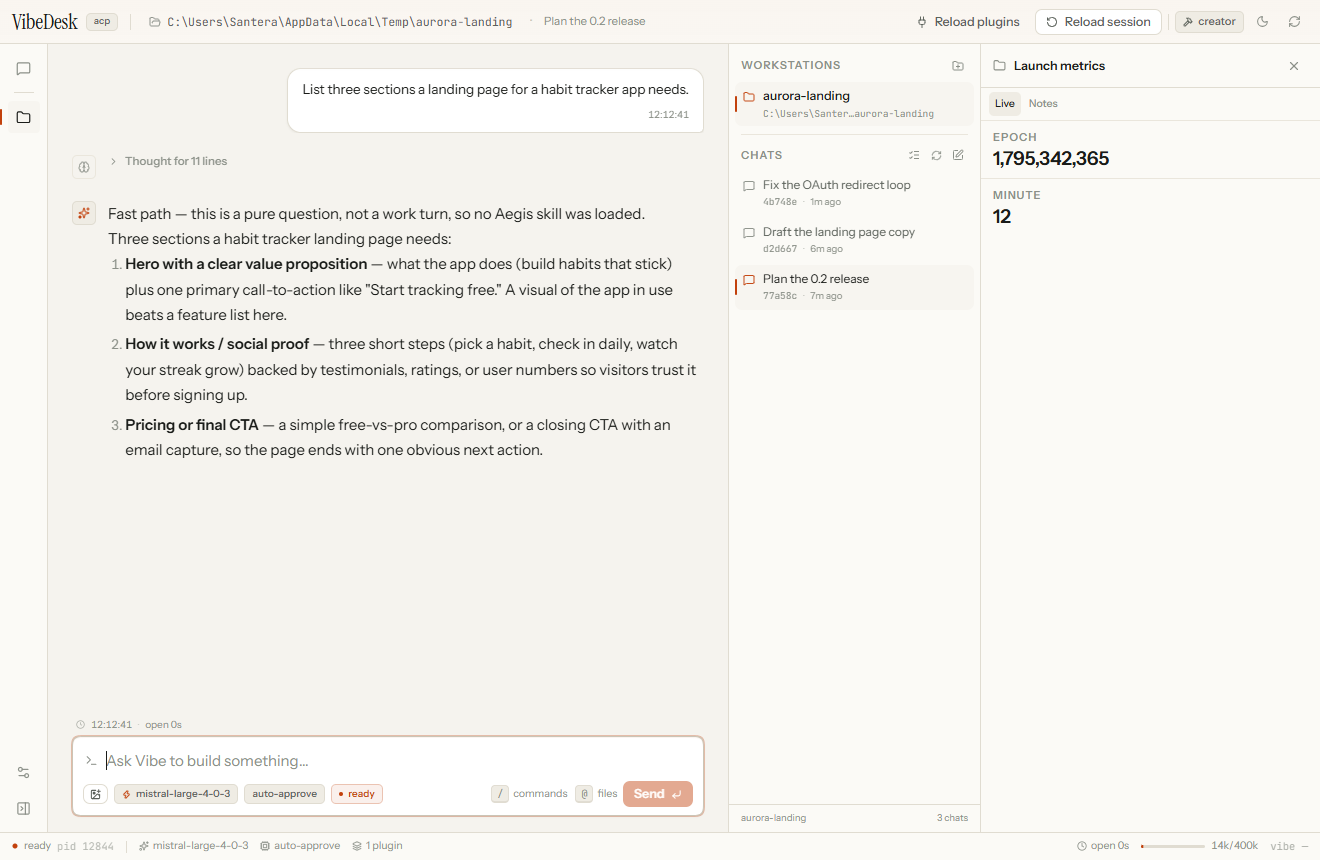 VibeDesk acp C:\Users\Santera\AppData\Local\Temp\aurora-landing · Plan the 0.2 release Reload plugins Reload session creator
List three sections a landing page for a habit tracker app needs.
12:12:41
Thought for 11 lines
Fast path — this is a pure question, not a work turn, so no Aegis skill was loaded.
Three sections a habit tracker landing page needs:
1. Hero with a clear value proposition — what the app does (build habits that stick)
plus one primary call-to-action like "Start tracking free." A visual of the app in use
beats a feature list here.
2. How it works / social proof — three short steps (pick a habit, check in daily, watch
your streak grow) backed by testimonials, ratings, or user numbers so visitors trust it
before signing up.
3. Pricing or final CTA — a simple free-vs-pro comparison, or a closing CTA with an
email capture, so the page ends with one obvious next action.
12:12:41 · open 0s
Ask Vibe to build something...
mistral-large-4-0-3 auto-approve ready / commands @ files Send
WORKSTATIONS
aurora-landing
C:\Users\Santer…aurora-landing
CHATS
Fix the OAuth redirect loop
4b748e · 1m ago
Draft the landing page copy
d2d667 · 6m ago
Plan the 0.2 release
77a58c · 7m ago
aurora-landing 3 chats
Launch metrics
Live Notes
EPOCH
1,795,342,365
MINUTE
12
ready pid 12844 mistral-large-4-0-3 auto-approve 1 plugin open 0s 14k/400k vibe —